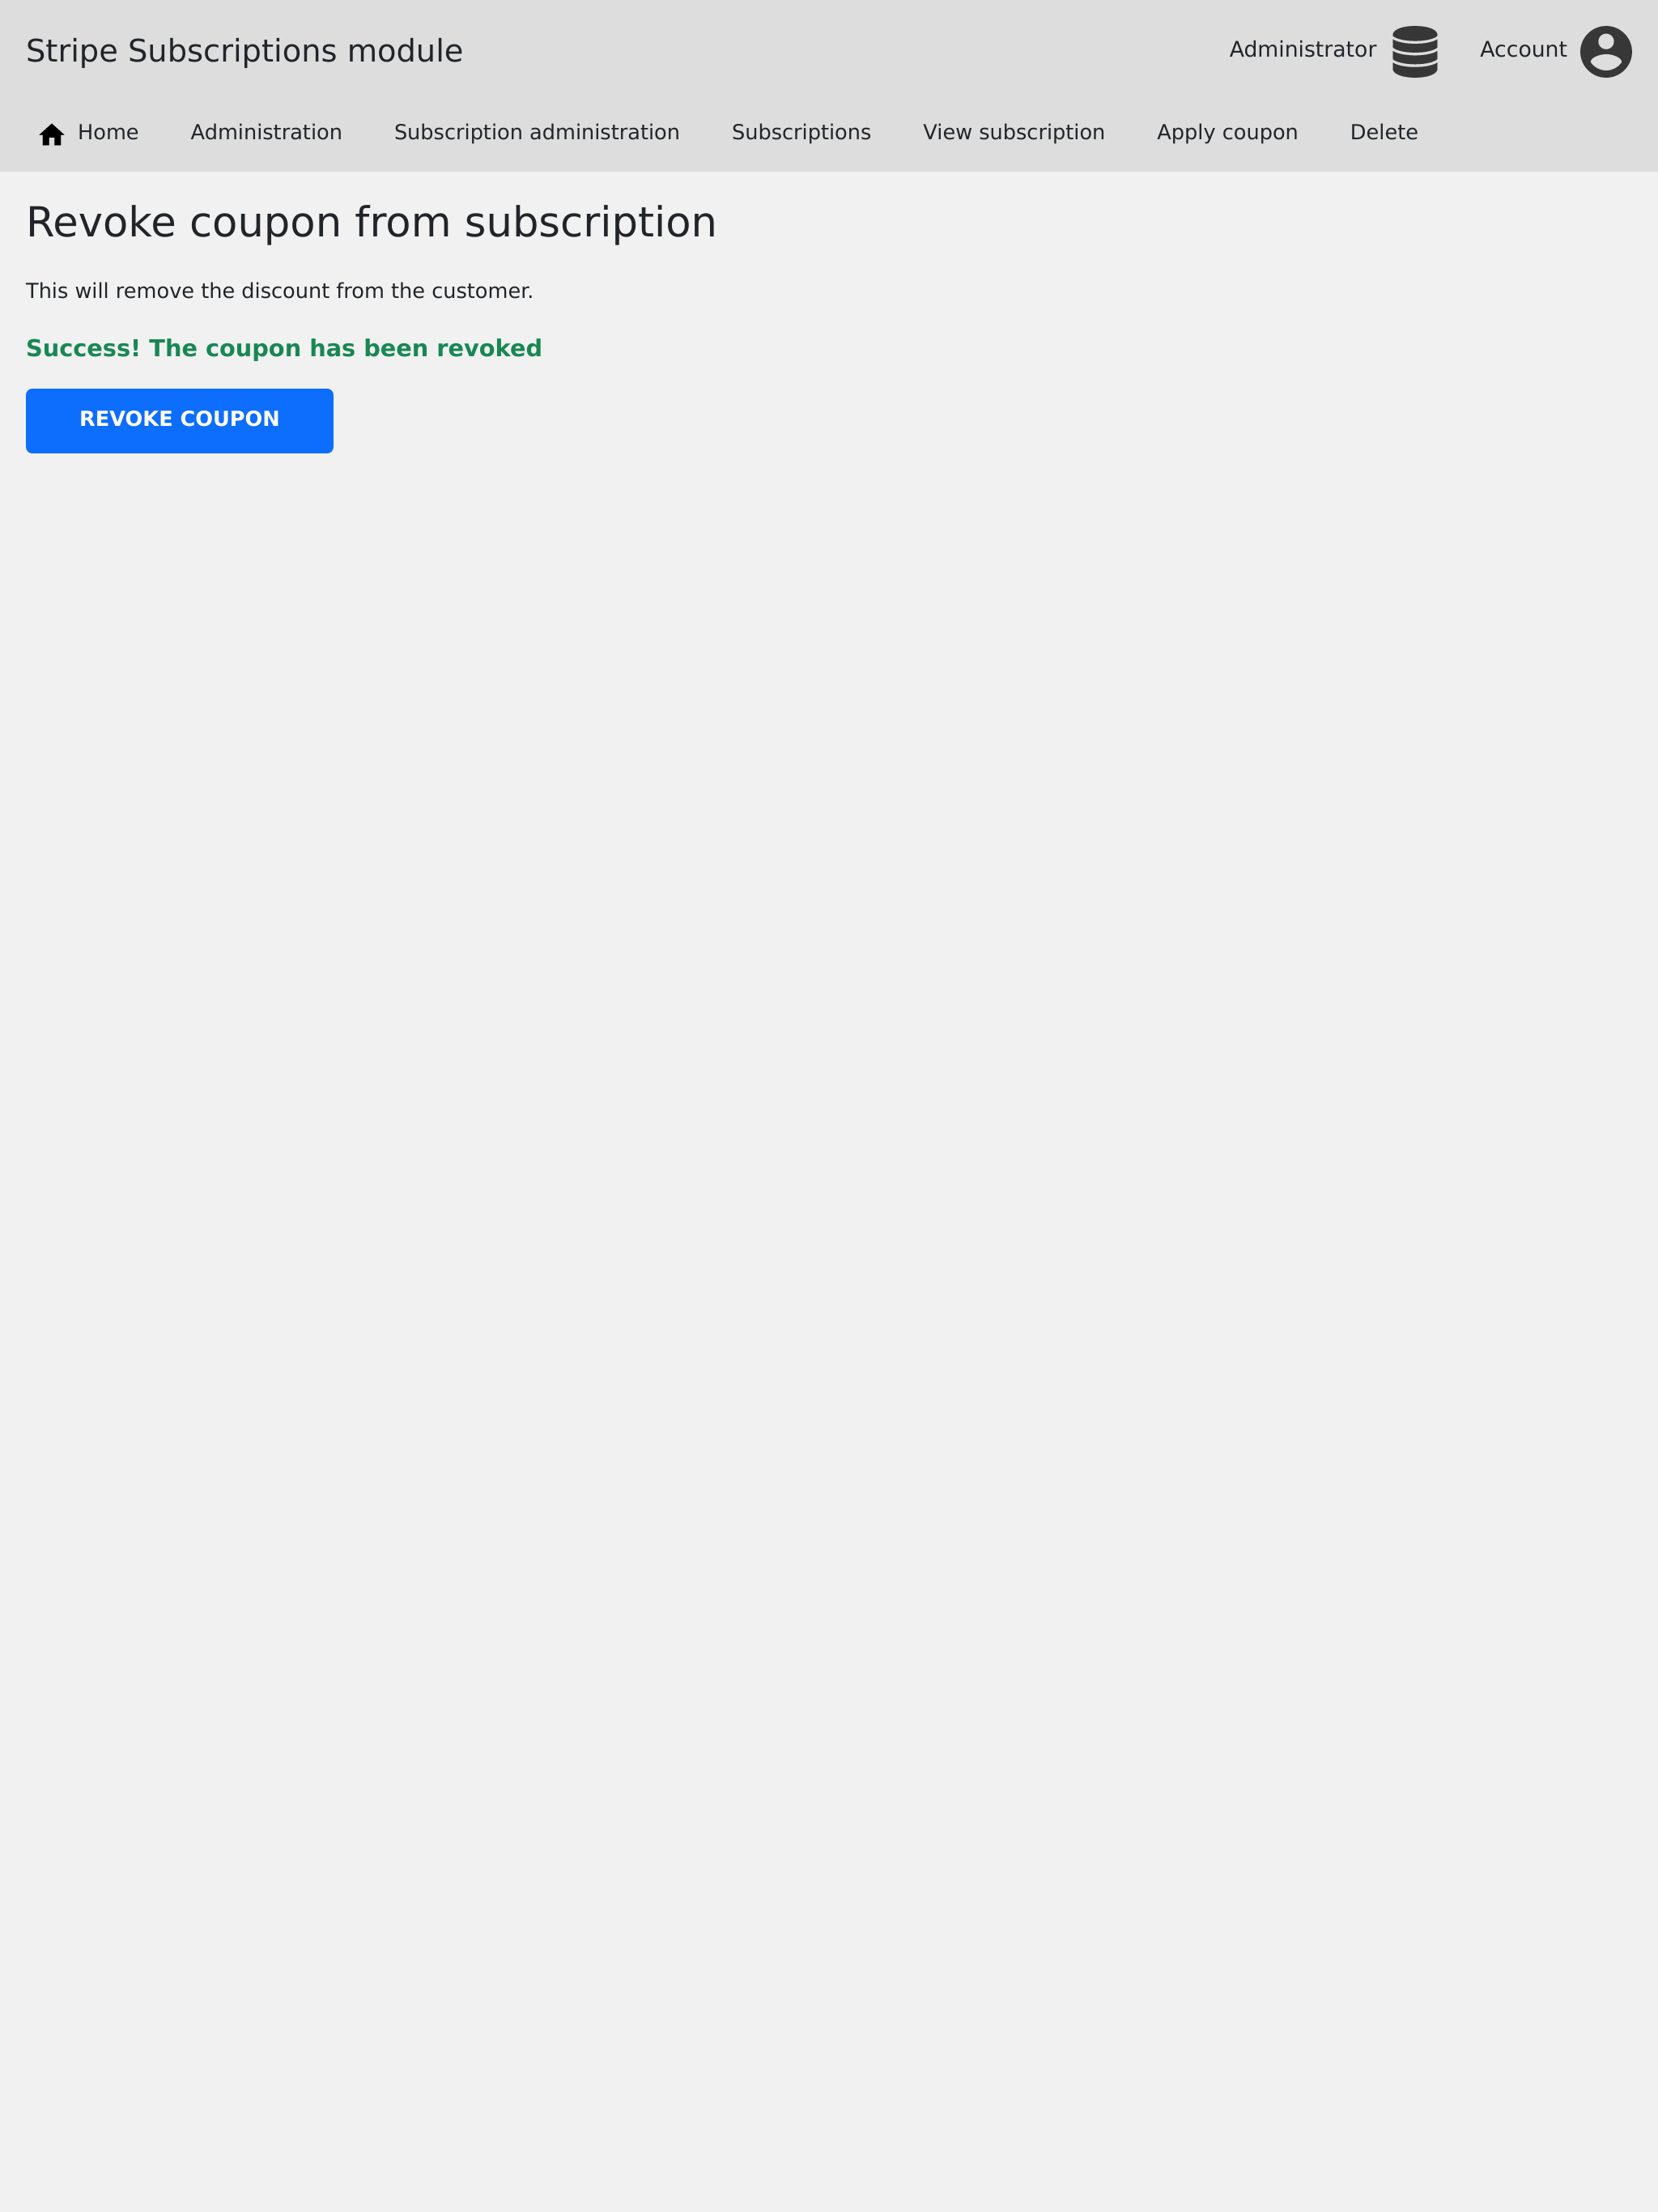 Stripe Subscriptions module
Administrator
Account
Home Administration Subscription administration Subscriptions View subscription Apply coupon Delete
Revoke coupon from subscription
This will remove the discount from the customer.
Success! The coupon has been revoked
REVOKE COUPON